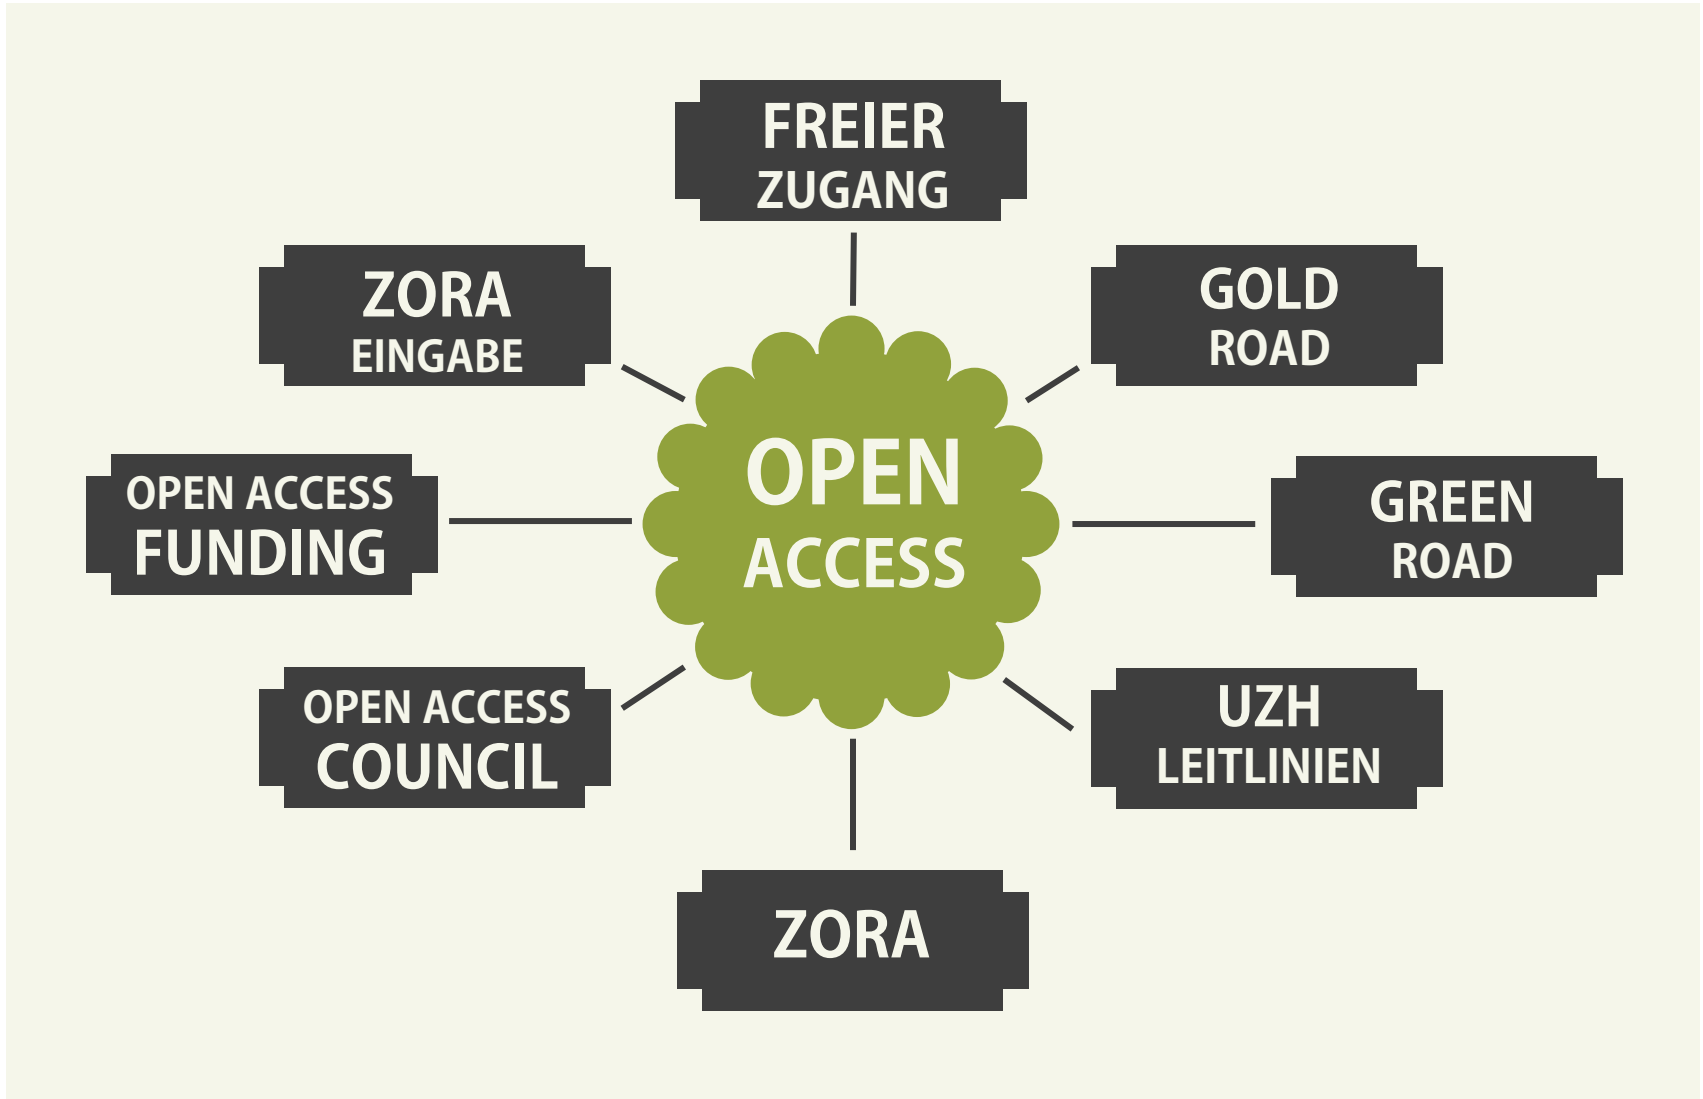 FREIER
ZUGANG
ZORA
EINGABE
GOLD
ROAD
OPEN ACCESS
FUNDING
OPEN
ACCESS
GREEN
ROAD
OPEN ACCESS
COUNCIL
UZH
LEITLINIEN
ZORA